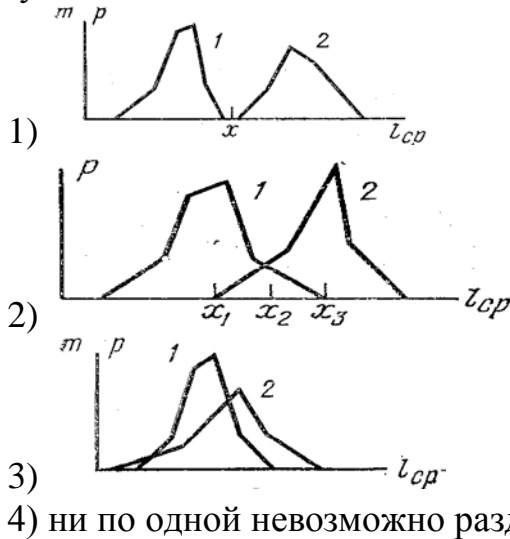 m p 1 2
1) x l_ср
p 1 2
2) x₁ x₂ x₃ l_ср
m p 1 2
3) l_ср
4) ни по одной невозможно разд